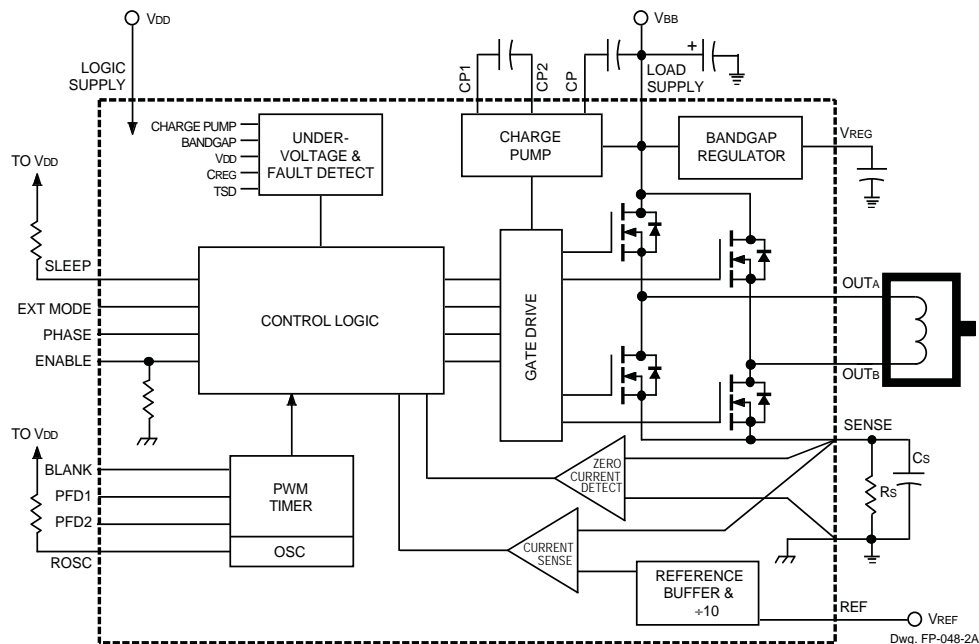 VDD
VBB
LOGIC
SUPPLY
CP1
CP2
CP
LOAD
SUPPLY
+
CHARGE PUMP
BANDGAP
VDD
CREG
TSD
UNDER-
VOLTAGE &
FAULT DETECT
CHARGE
PUMP
BANDGAP
REGULATOR
VREG
TO VDD
SLEEP
EXT MODE
PHASE
ENABLE
CONTROL LOGIC
GATE DRIVE
OUTA
OUTB
SENSE
TO VDD
BLANK
PFD1
PFD2
ROSC
PWM
TIMER
OSC
ZERO
CURRENT
DETECT
CURRENT
SENSE
CS
RS
REFERENCE
BUFFER &
÷10
REF
VREF
Dwg. FP-048-2A